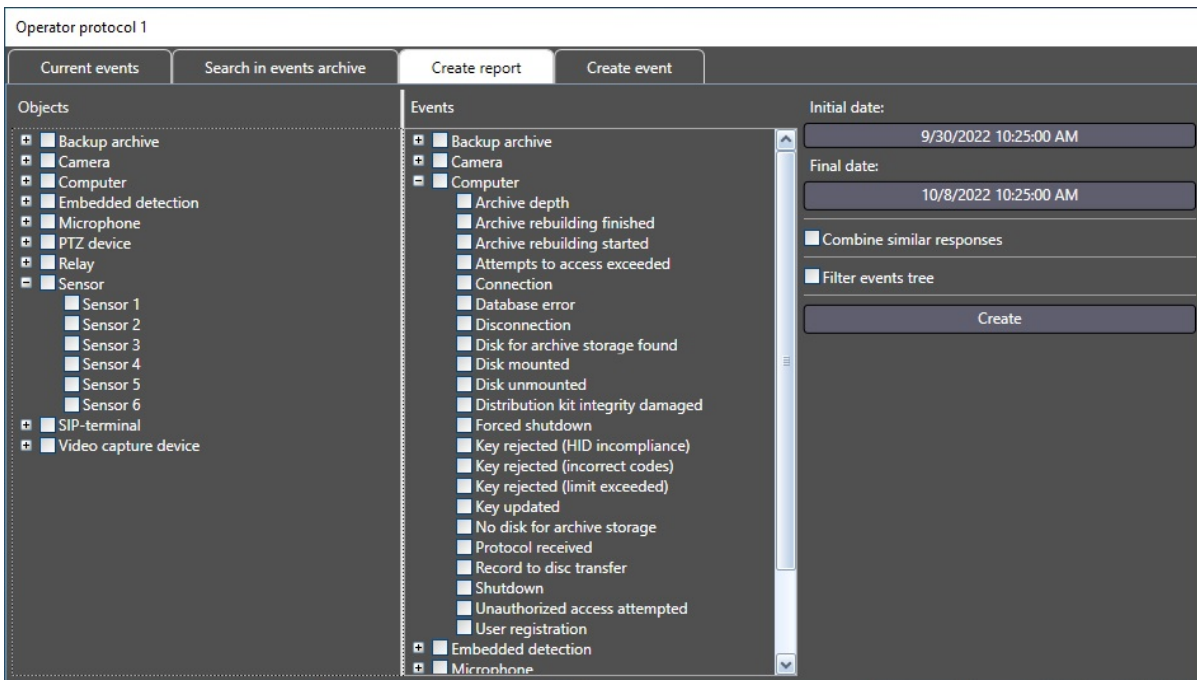 Operator protocol 1
Current events
Search in events archive
Create report
Create event
Objects
Backup archive
Camera
Computer
Embedded detection
Microphone
PTZ device
Relay
Sensor
Sensor 1
Sensor 2
Sensor 3
Sensor 4
Sensor 5
Sensor 6
SIP-terminal
Video capture device
Events
Backup archive
Camera
Computer
Archive depth
Archive rebuilding finished
Archive rebuilding started
Attempts to access exceeded
Connection
Database error
Disconnection
Disk for archive storage found
Disk mounted
Disk unmounted
Distribution kit integrity damaged
Forced shutdown
Key rejected (HID incompliance)
Key rejected (incorrect codes)
Key rejected (limit exceeded)
Key updated
No disk for archive storage
Protocol received
Record to disc transfer
Shutdown
Unauthorized access attempted
User registration
Embedded detection
Microphone
Initial date:
9/30/2022 10:25:00 AM
Final date:
10/8/2022 10:25:00 AM
Combine similar responses
Filter events tree
Create